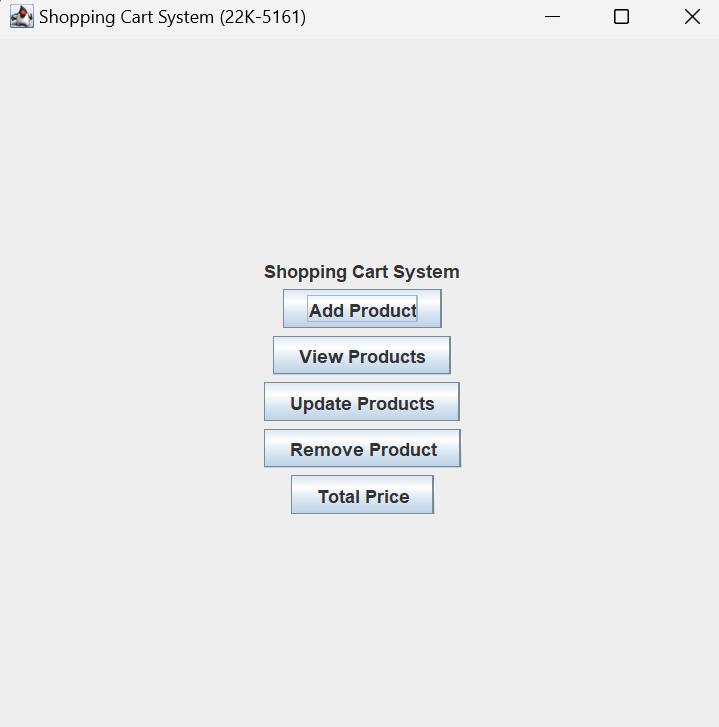 Shopping Cart System (22K-5161)
Shopping Cart System
Add Product
View Products
Update Products
Remove Product
Total Price